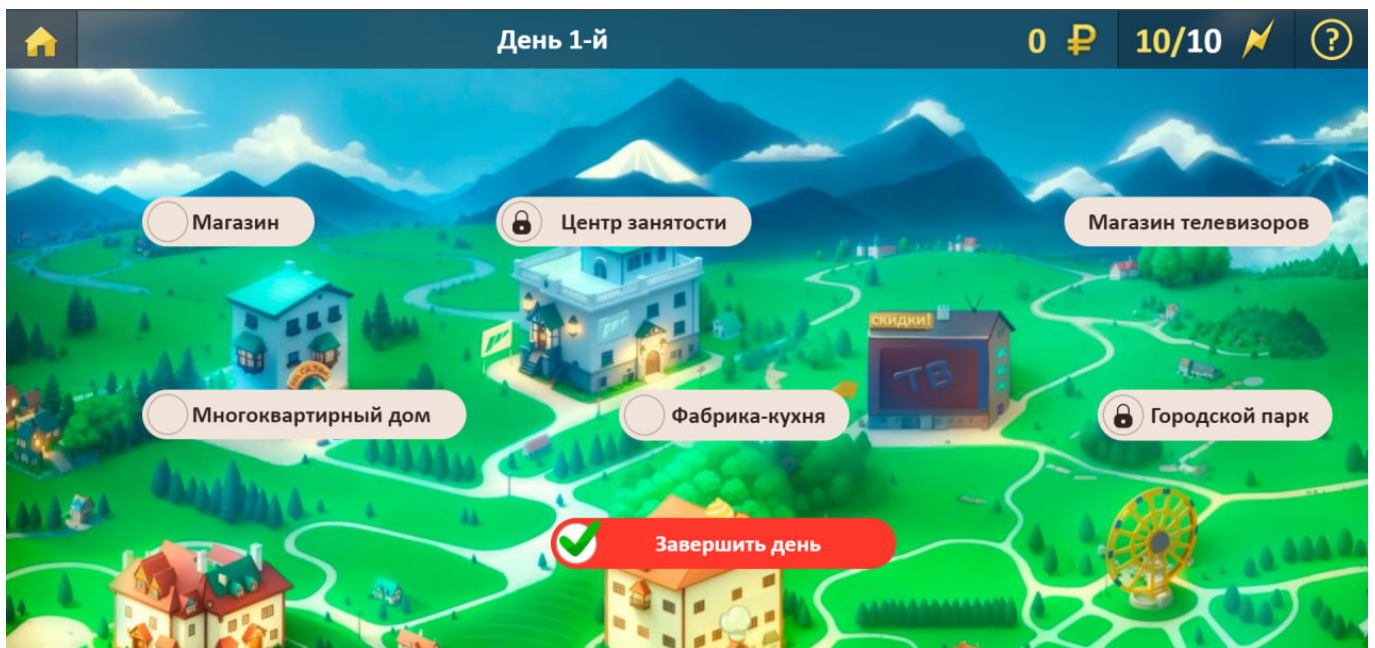 День 1-й
0 ₽
10/10
?
Магазин
Центр занятости
Магазин телевизоров
СКИДКИ!
МАГАЗИН
ТВ
Многоквартирный дом
Фабрика-кухня
Городской парк
Завершить день